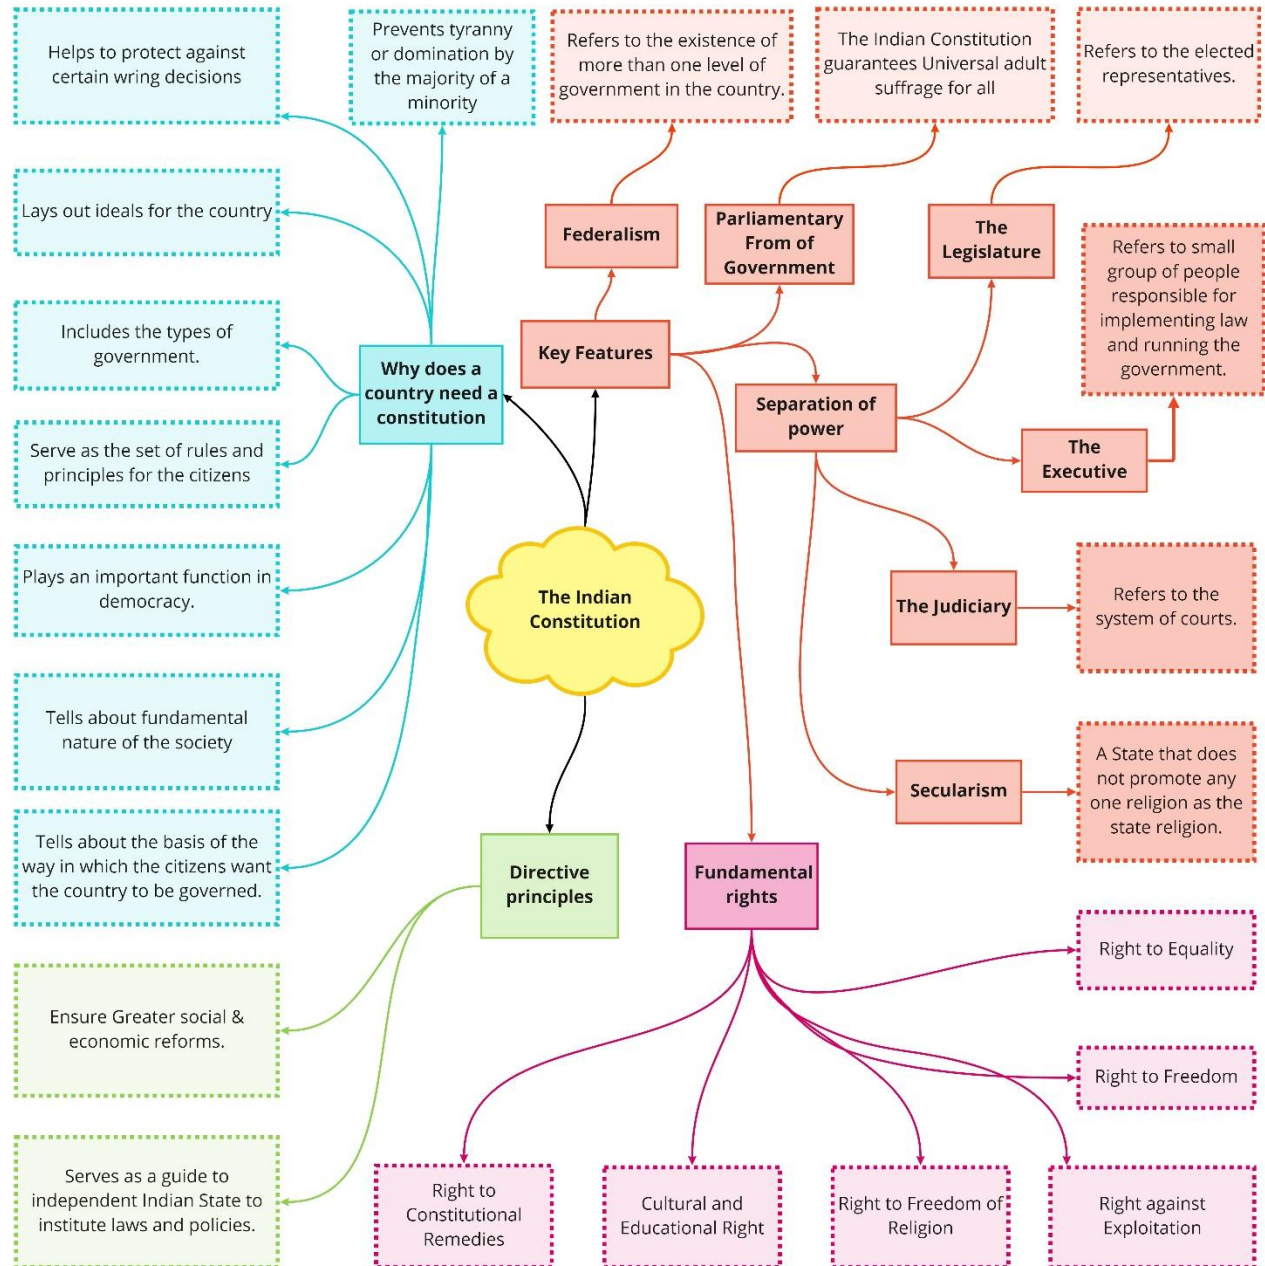 Helps to protect against
certain wring decisions
Prevents tyranny
or domination by
the majority of a
minority
Refers to the existence of
more than one level of
government in the country.
The Indian Constitution
guarantees Universal adult
suffrage for all
Refers to the elected
representatives.
Lays out ideals for the country
Federalism
Parliamentary
From of
Government
The
Legislature
Refers to small
group of people
responsible for
implementing law
and running the
government.
Includes the types of
government.
Why does a
country need a
constitution
Key Features
Separation of
power
Serve as the set of rules and
principles for the citizens
The
Executive
Plays an important function in
democracy.
The Indian
Constitution
The Judiciary
Refers to the
system of courts.
Tells about fundamental
nature of the society
Secularism
A State that does
not promote any
one religion as the
state religion.
Tells about the basis of the
way in which the citizens want
the country to be governed.
Directive
principles
Fundamental
rights
Right to Equality
Ensure Greater social &
economic reforms.
Right to Freedom
Serves as a guide to
independent Indian State to
institute laws and policies.
Right to
Constitutional
Remedies
Cultural and
Educational Right
Right to Freedom of
Religion
Right against
Exploitation